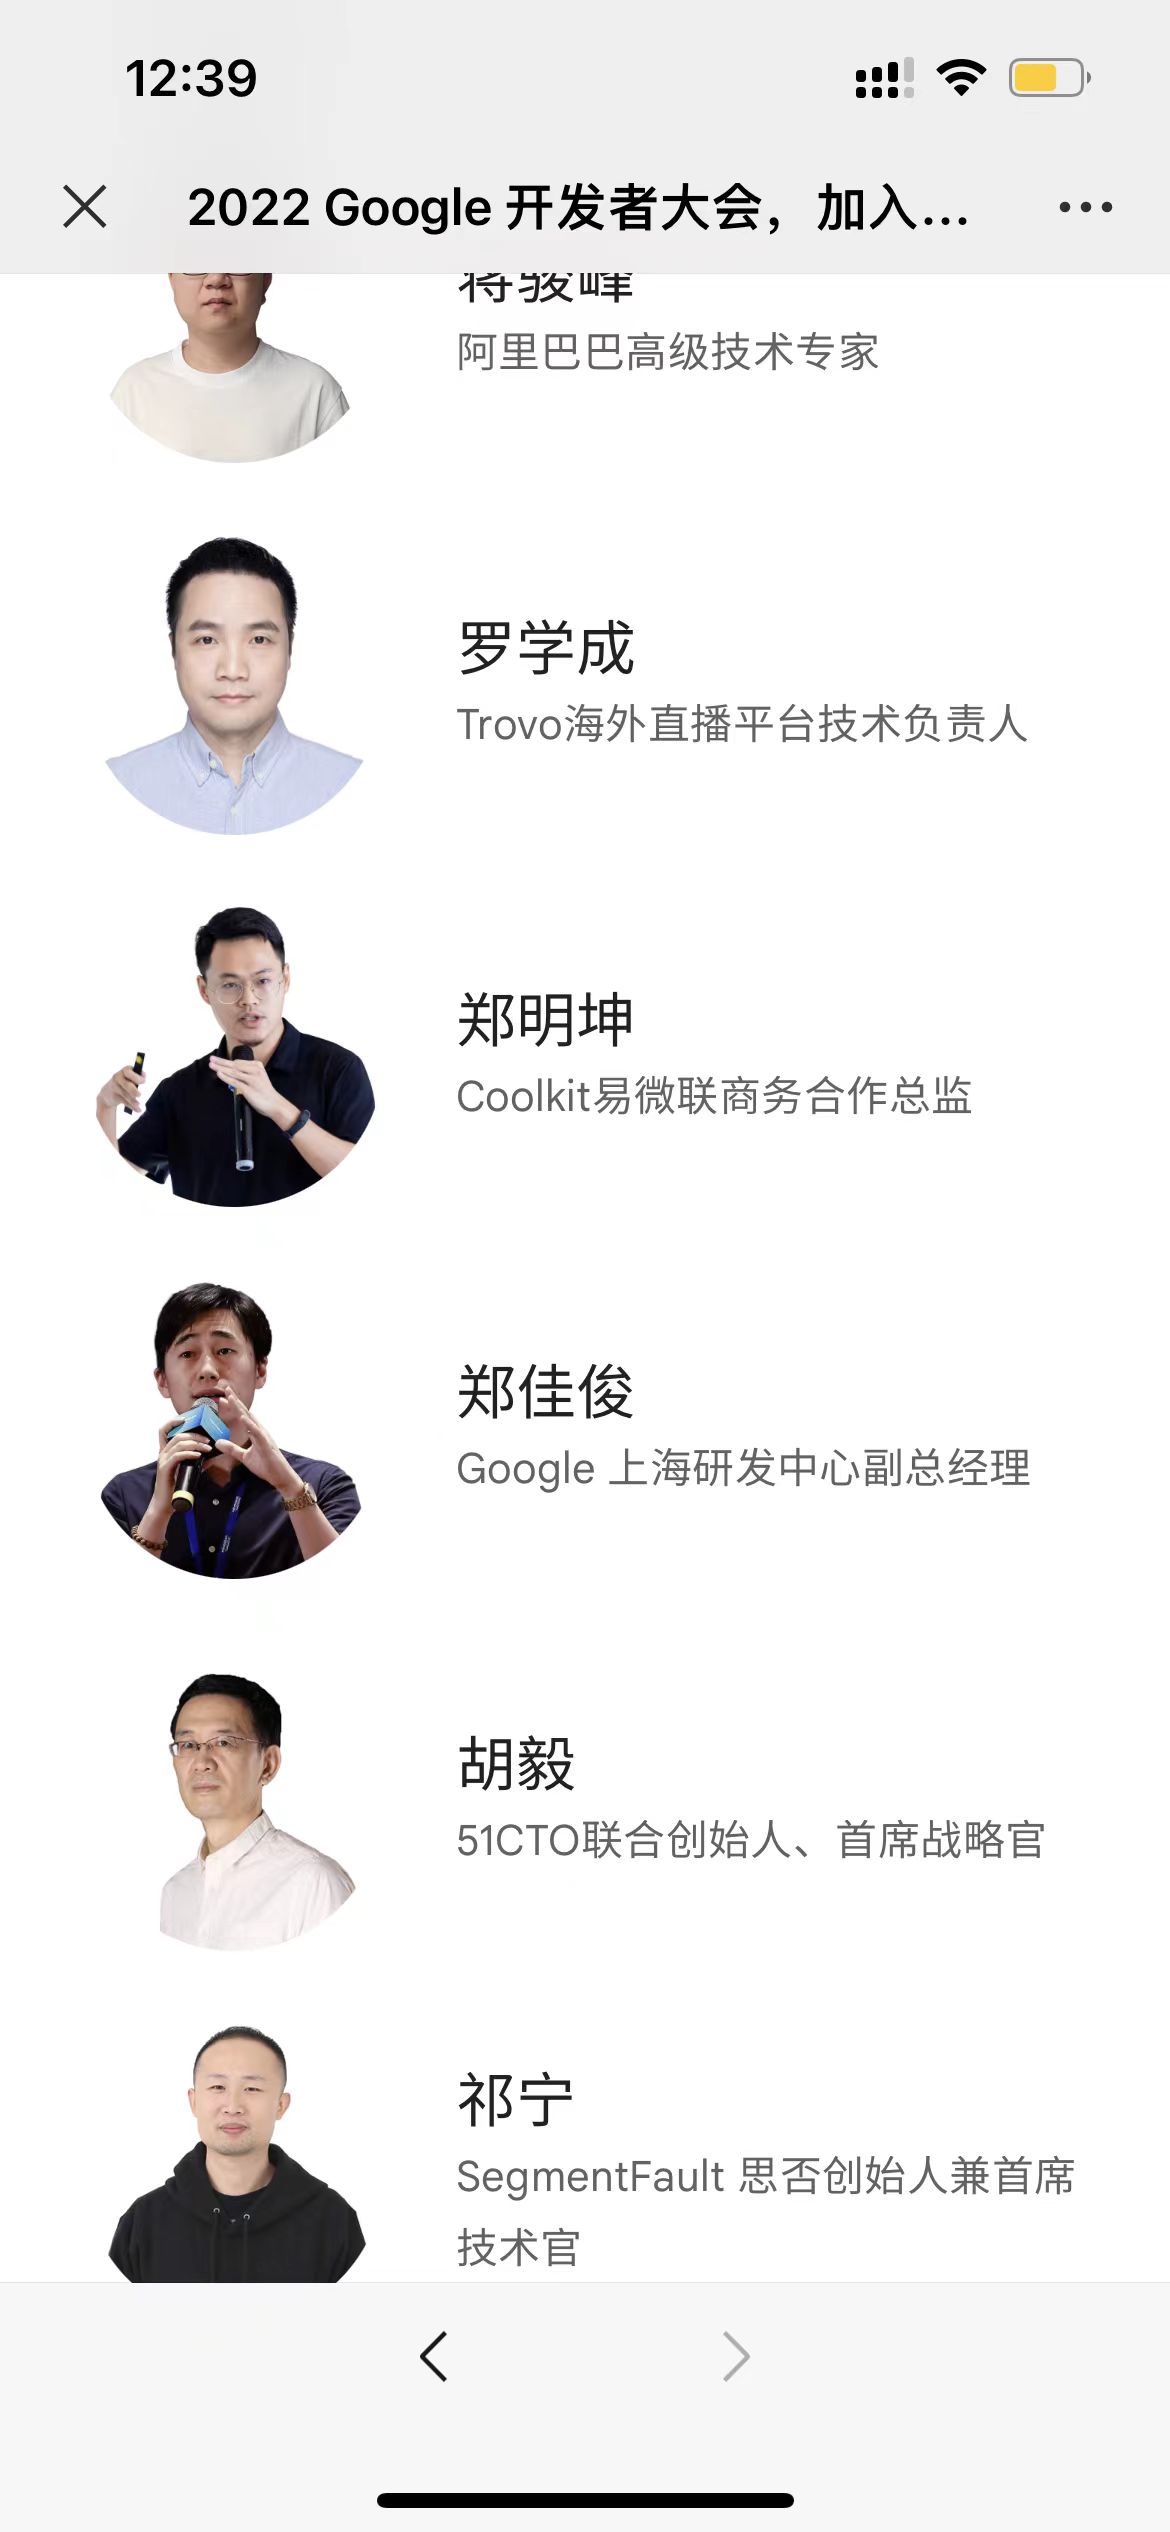 12:39
2022 Google 开发者大会，加入...
蒋骏峰
阿里巴巴高级技术专家
罗学成
Trovo海外直播平台技术负责人
郑明坤
Coolkit易微联商务合作总监
郑佳俊
Google 上海研发中心副总经理
胡毅
51CTO联合创始人、首席战略官
祁宁
SegmentFault 思否创始人兼首席
技术官